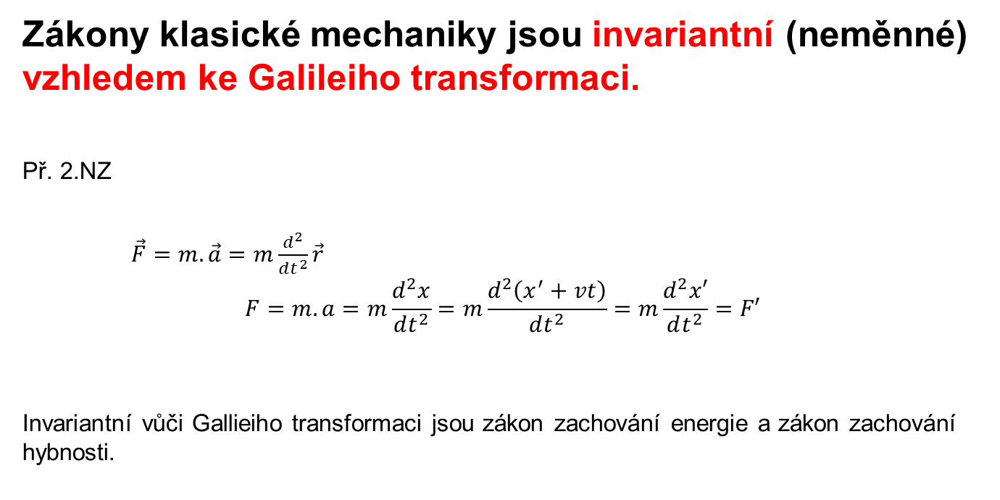 Zákony klasické mechaniky jsou invariantní (neměnné)
vzhledem ke Galileiho transformaci.
Př. 2.NZ
$\vec{F} = m.\vec{a} = m\frac{d^2}{dt^2}\vec{r}$
$F = m.a = m\frac{d^2x}{dt^2} = m\frac{d^2(x' + vt)}{dt^2} = m\frac{d^2x'}{dt^2} = F'$
Invariantní vůči Gallieiho transformaci jsou zákon zachování energie a zákon zachování
hybnosti.